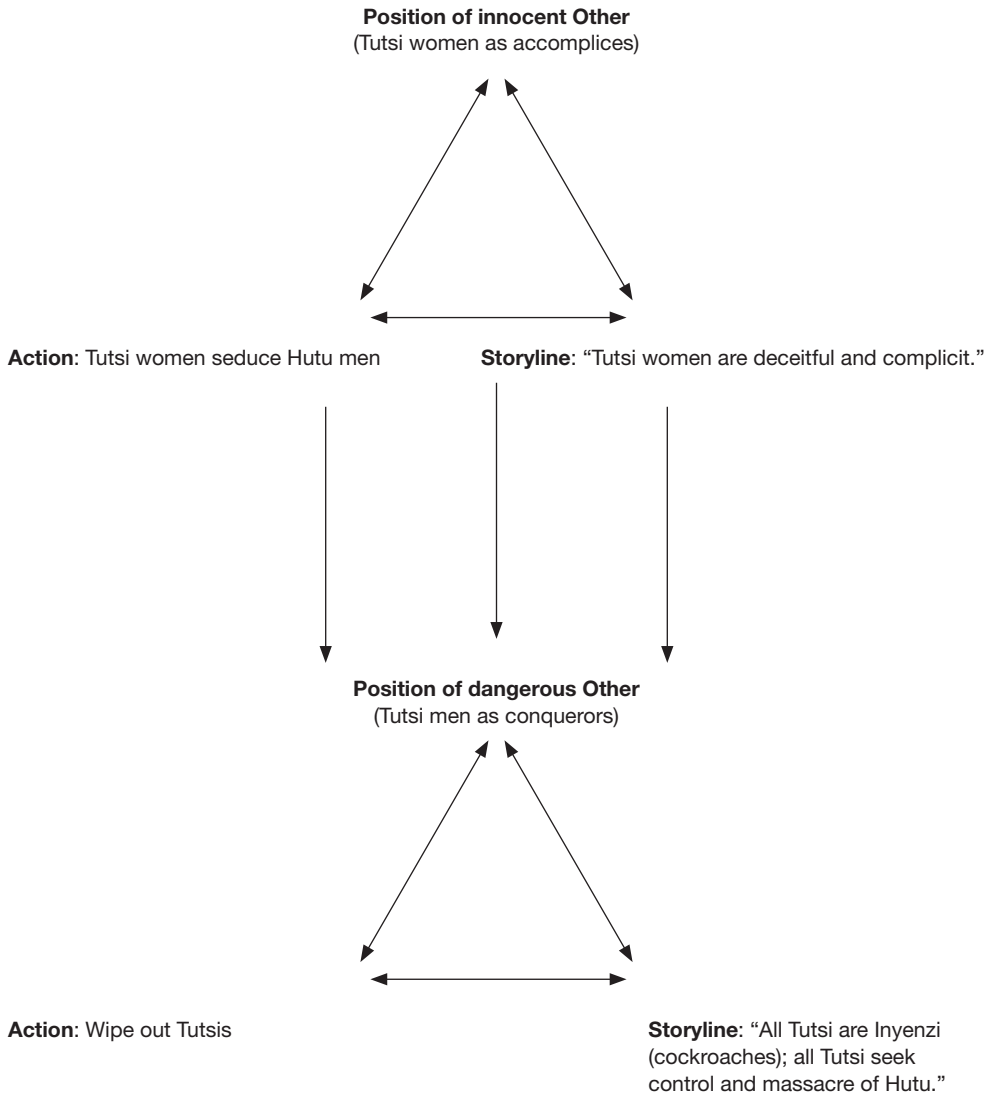 Position of innocent Other
(Tutsi women as accomplices)
Action: Tutsi women seduce Hutu men
Storyline: “Tutsi women are deceitful and complicit.”
Position of dangerous Other
(Tutsi men as conquerors)
Action: Wipe out Tutsis
Storyline: “All Tutsi are Inyenzi
(cockroaches); all Tutsi seek
control and massacre of Hutu.”